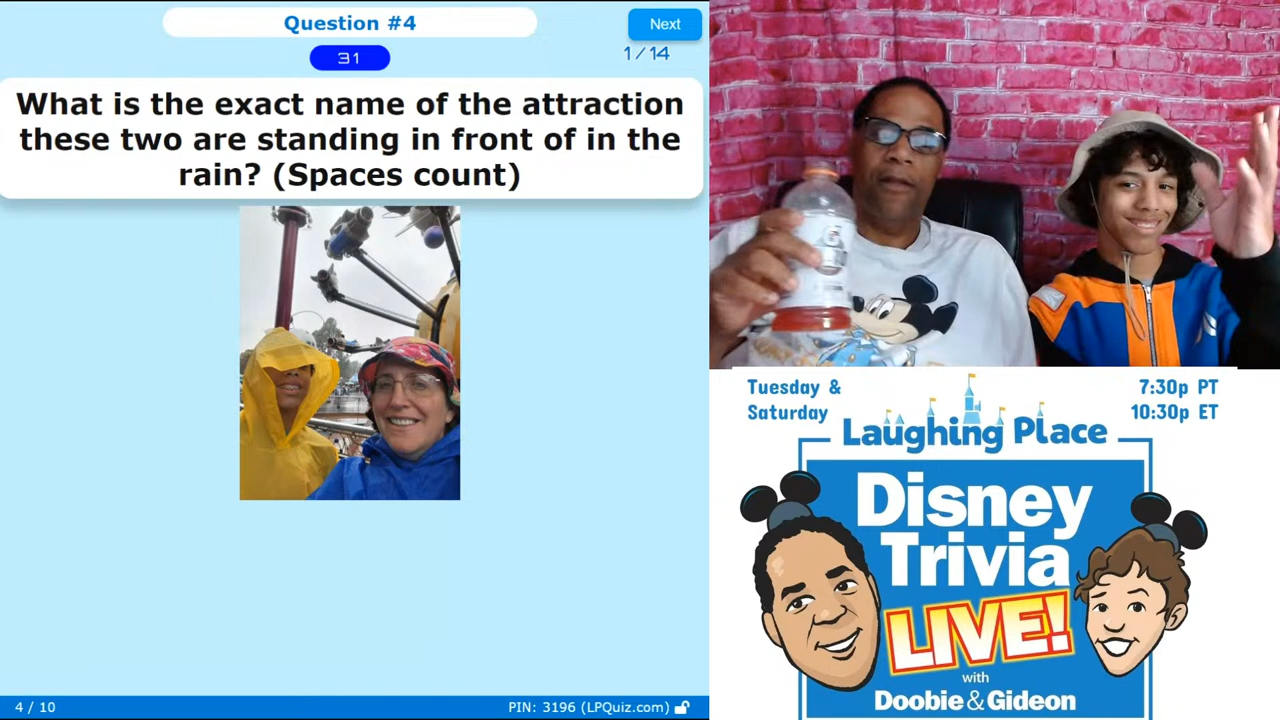 Question #4
Next
31
1/14
What is the exact name of the attraction
these two are standing in front of in the
rain? (Spaces count)
4 / 10
PIN: 3196 (LPQuiz.com)
Tuesday &
Saturday
7:30p PT
10:30p ET
Laughing Place
Disney
Trivia
LIVE!
with
Doobie & Gideon